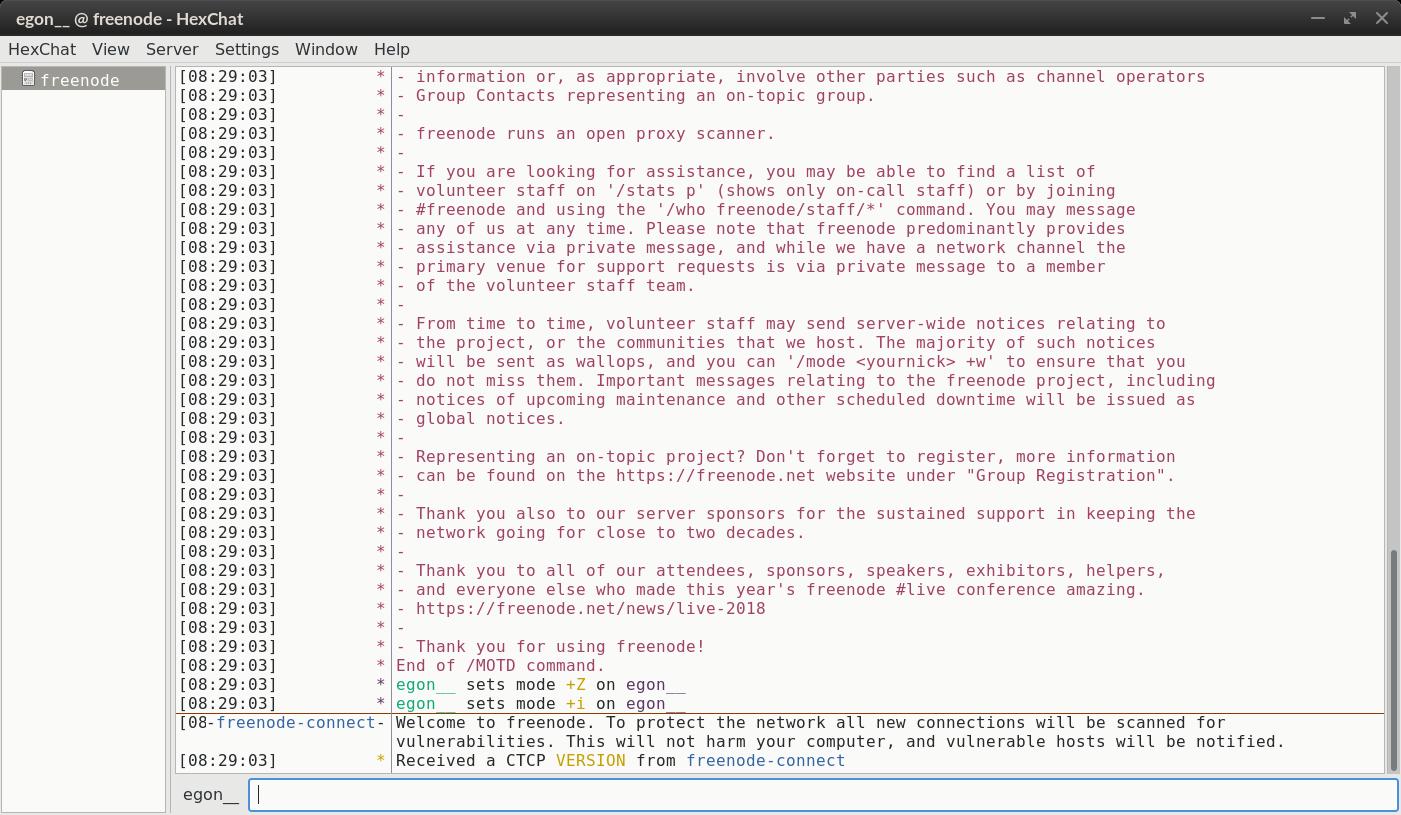 egon__ @ freenode - HexChat
HexChat View Server Settings Window Help
freenode
[08:29:03] * - information or, as appropriate, involve other parties such as channel operators
[08:29:03] * - Group Contacts representing an on-topic group.
[08:29:03] * -
[08:29:03] * - freenode runs an open proxy scanner.
[08:29:03] * -
[08:29:03] * - If you are looking for assistance, you may be able to find a list of
[08:29:03] * - volunteer staff on '/stats p' (shows only on-call staff) or by joining
[08:29:03] * - #freenode and using the '/who freenode/staff/*' command. You may message
[08:29:03] * - any of us at any time. Please note that freenode predominantly provides
[08:29:03] * - assistance via private message, and while we have a network channel the
[08:29:03] * - primary venue for support requests is via private message to a member
[08:29:03] * - of the volunteer staff team.
[08:29:03] * -
[08:29:03] * - From time to time, volunteer staff may send server-wide notices relating to
[08:29:03] * - the project, or the communities that we host. The majority of such notices
[08:29:03] * - will be sent as wallops, and you can '/mode <yournick> +w' to ensure that you
[08:29:03] * - do not miss them. Important messages relating to the freenode project, including
[08:29:03] * - notices of upcoming maintenance and other scheduled downtime will be issued as
[08:29:03] * - global notices.
[08:29:03] * -
[08:29:03] * - Representing an on-topic project? Don't forget to register, more information
[08:29:03] * - can be found on the https://freenode.net website under "Group Registration".
[08:29:03] * -
[08:29:03] * - Thank you also to our server sponsors for the sustained support in keeping the
[08:29:03] * - network going for close to two decades.
[08:29:03] * -
[08:29:03] * - Thank you to all of our attendees, sponsors, speakers, exhibitors, helpers,
[08:29:03] * - and everyone else who made this year's freenode #live conference amazing.
[08:29:03] * - https://freenode.net/news/live-2018
[08:29:03] * -
[08:29:03] * - Thank you for using freenode!
[08:29:03] * End of /MOTD command.
[08:29:03] * egon__ sets mode +Z on egon__
[08:29:03] * egon__ sets mode +i on egon__
[08-freenode-connect- Welcome to freenode. To protect the network all new connections will be scanned for
vulnerabilities. This will not harm your computer, and vulnerable hosts will be notified.
[08:29:03] * Received a CTCP VERSION from freenode-connect
egon__